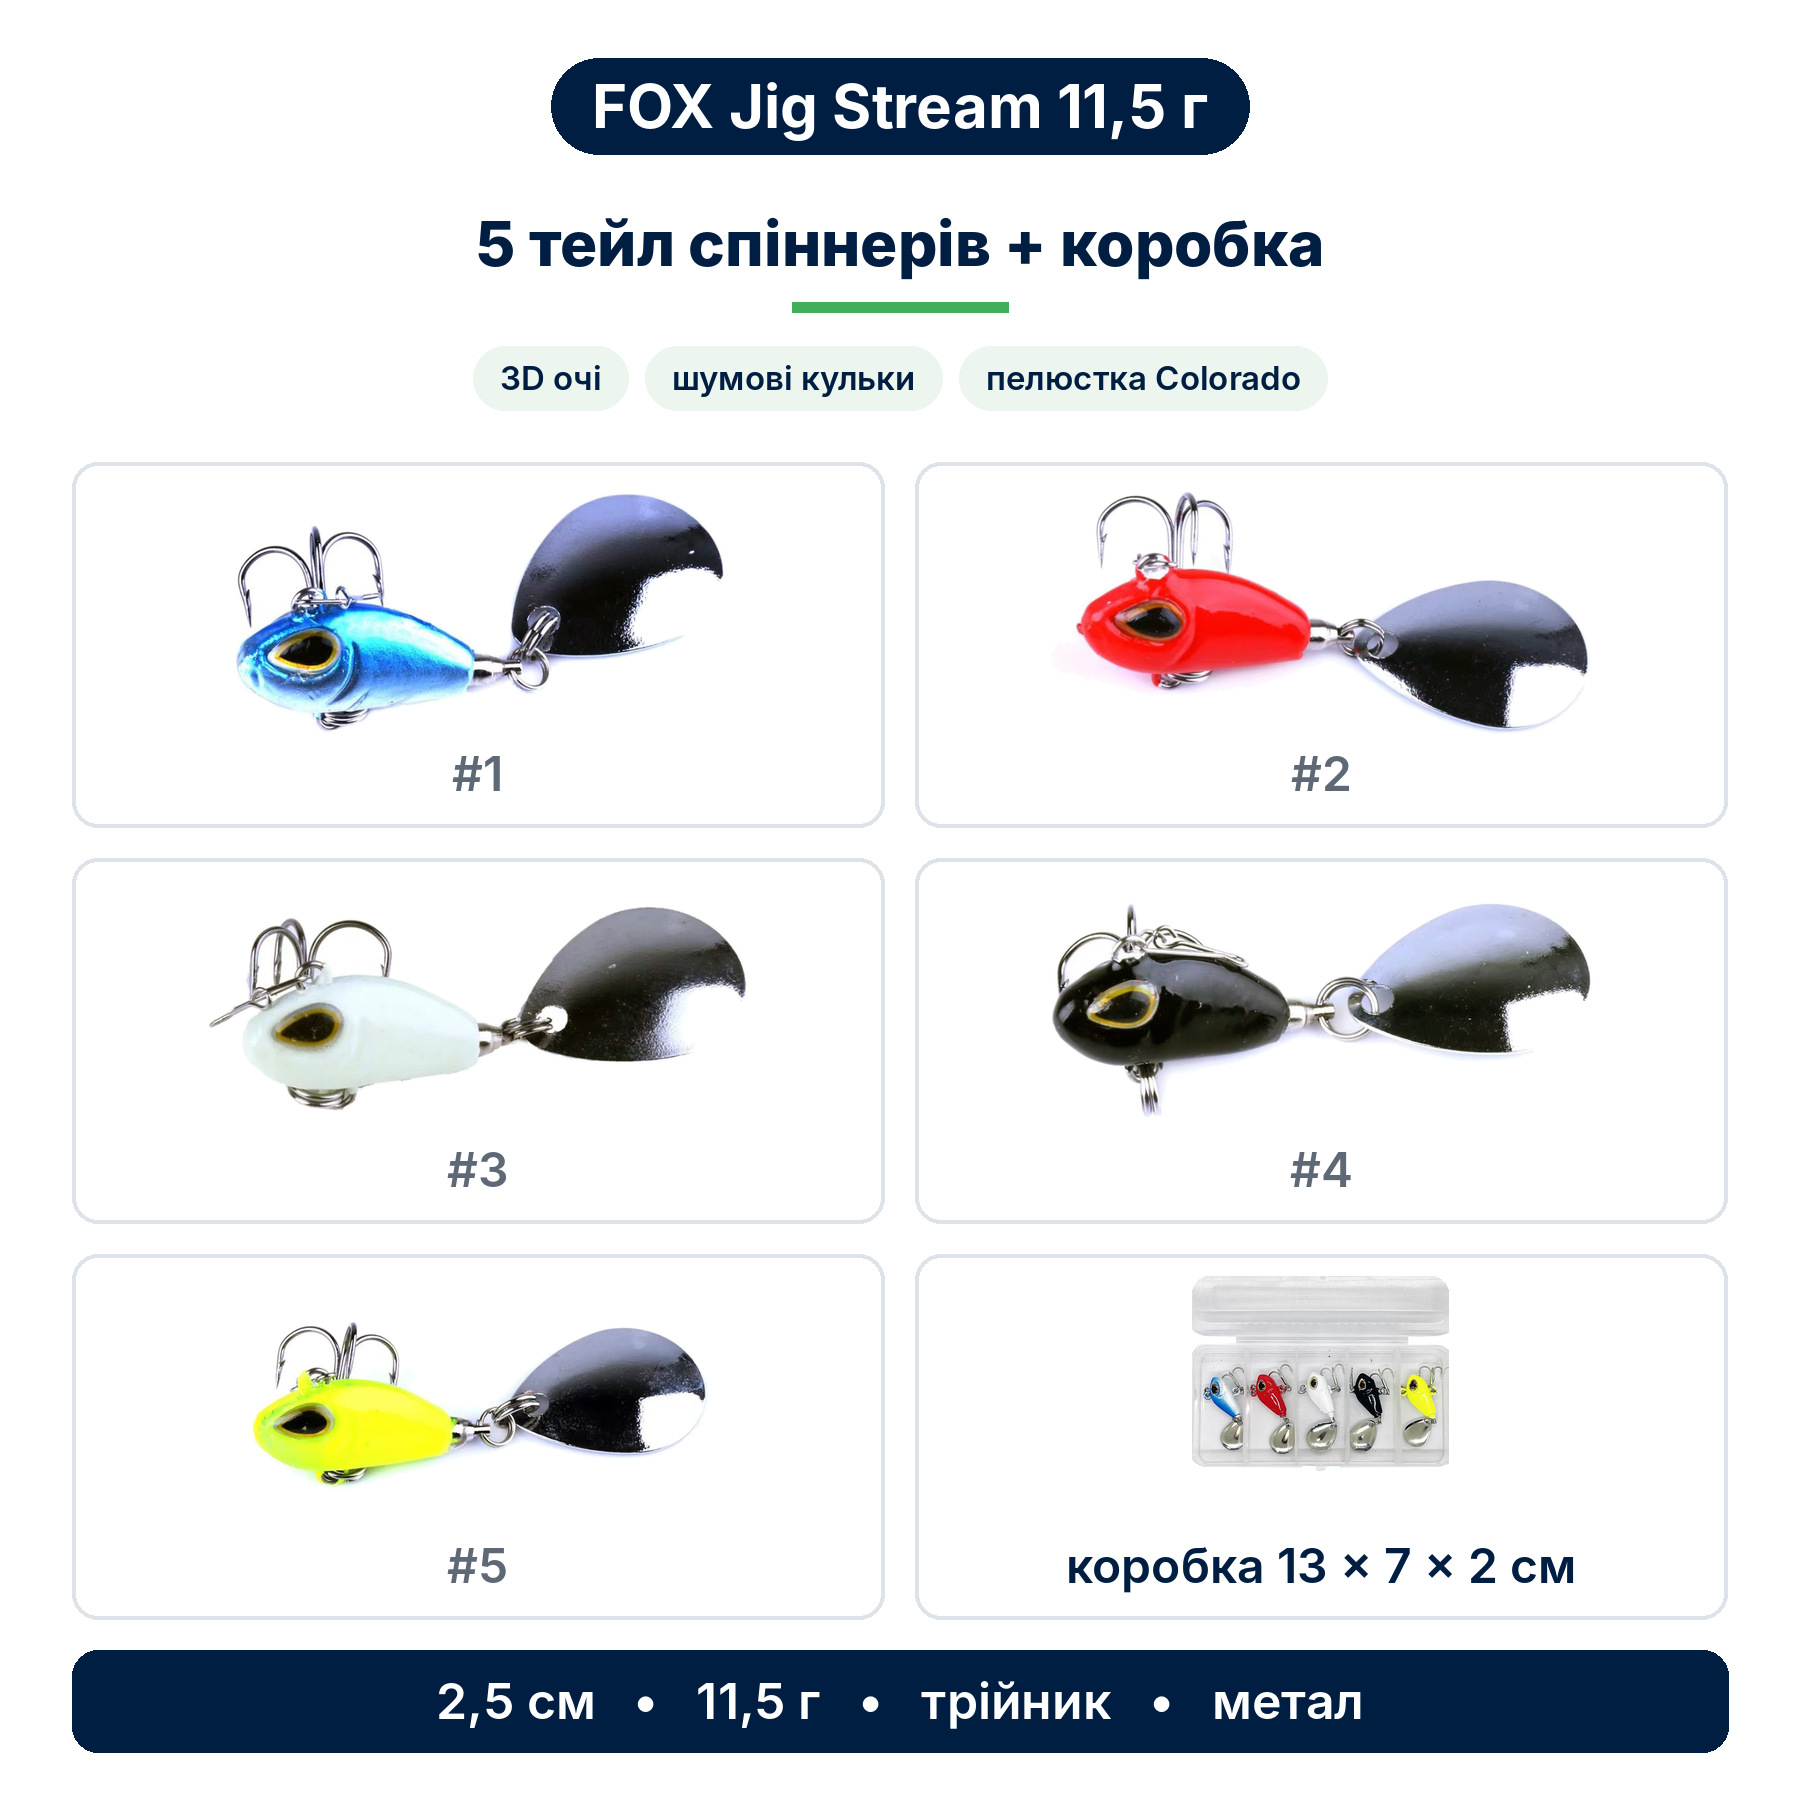 FOX Jig Stream 11,5 г
5 тейл спіннерів + коробка
3D очі
шумові кульки
пелюстка Colorado
#1
#2
#3
#4
#5
коробка 13 × 7 × 2 см
2,5 см • 11,5 г • трійник • метал